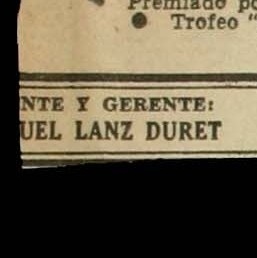 Premiado po
● Trofeo "
NTE Y GERENTE:
UEL LANZ DURET